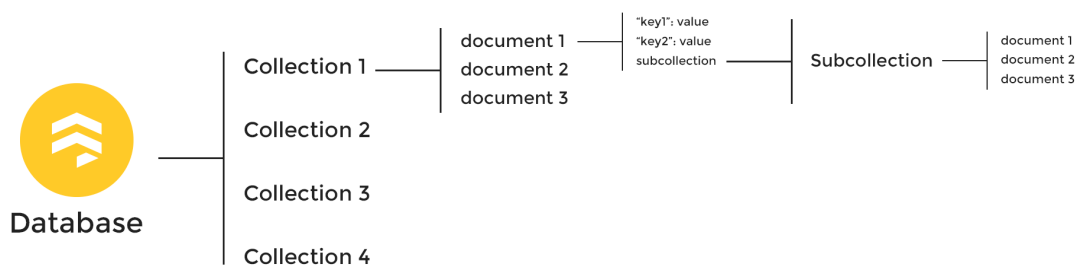 Database
Collection 1
Collection 2
Collection 3
Collection 4
document 1
document 2
document 3
“key1”: value
“key2”: value
subcollection
Subcollection
document 1
document 2
document 3